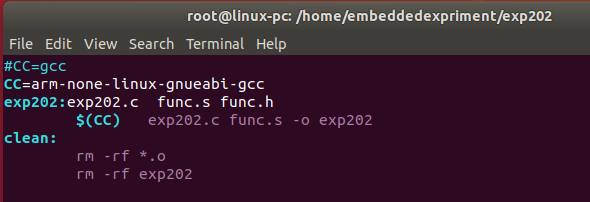 root@linux-pc: /home/embeddedexpriment/exp202
File Edit View Search Terminal Help
#CC=gcc
CC=arm-none-linux-gnueabi-gcc
exp202:exp202.c  func.s func.h
        $(CC)   exp202.c func.s -o exp202
clean:
        rm -rf *.o
        rm -rf exp202